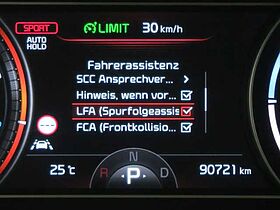 SPORT
LIMIT 30 km/h
AUTO
HOLD
Fahrerassistenz
SCC Ansprechver...
Hinweis, wenn vor...
LFA (Spurfolgeassis
FCA (Frontkollisio...
25°C
R N D
P
90721 km